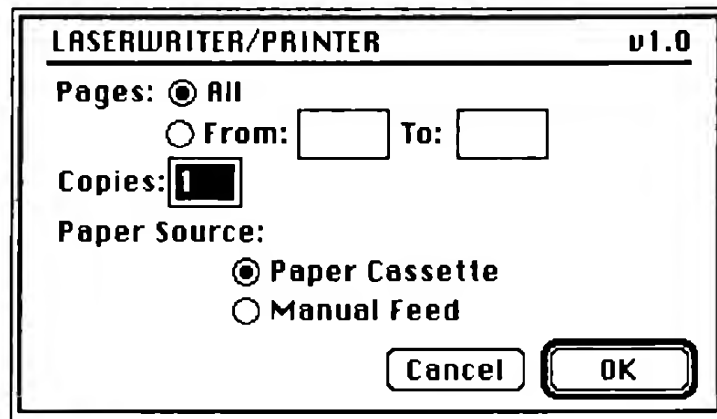 LASERWRITER/PRINTER v1.0
Pages: All
From: To:
Copies: 1
Paper Source:
Paper Cassette
Manual Feed
Cancel OK